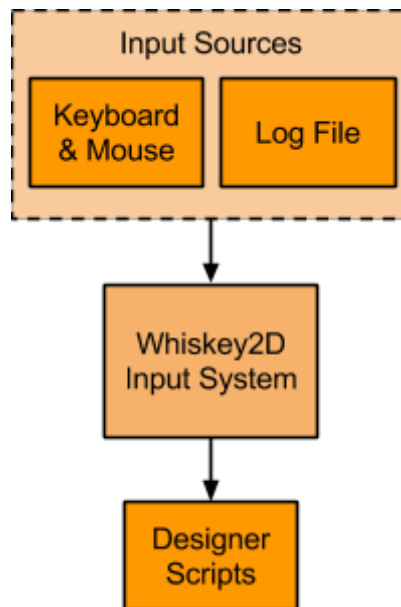 Input Sources
Keyboard
& Mouse
Log File
Whiskey2D
Input System
Designer
Scripts